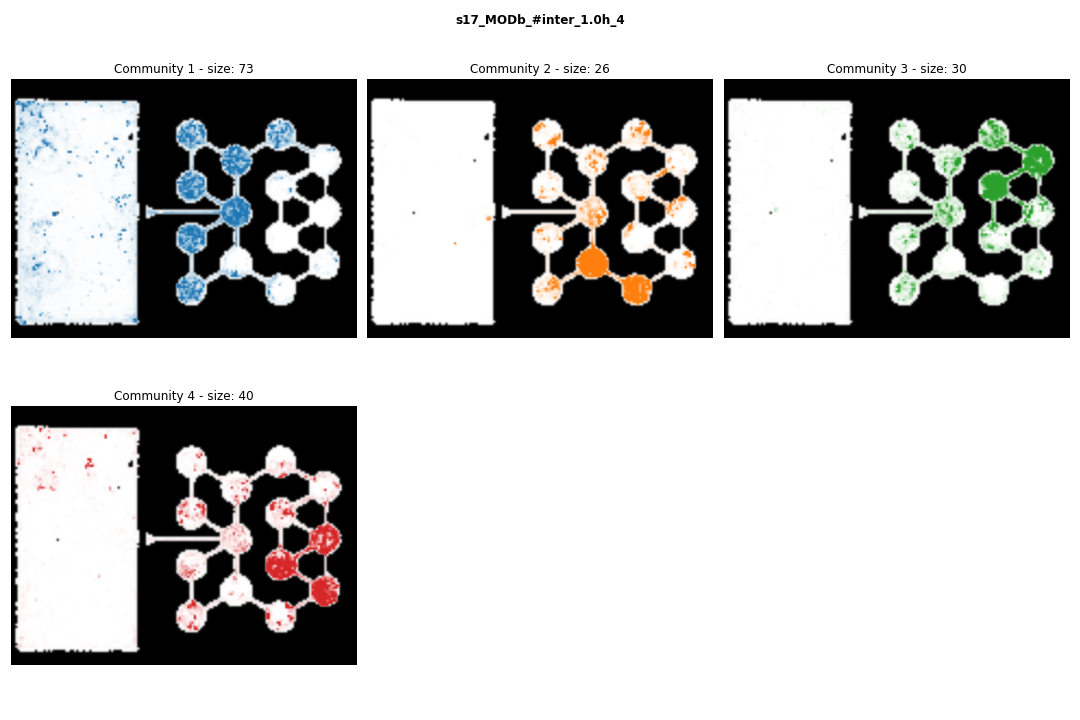 s17_MODb_#inter_1.0h_4
Community 1 - size: 73
Community 2 - size: 26
Community 3 - size: 30
Community 4 - size: 40